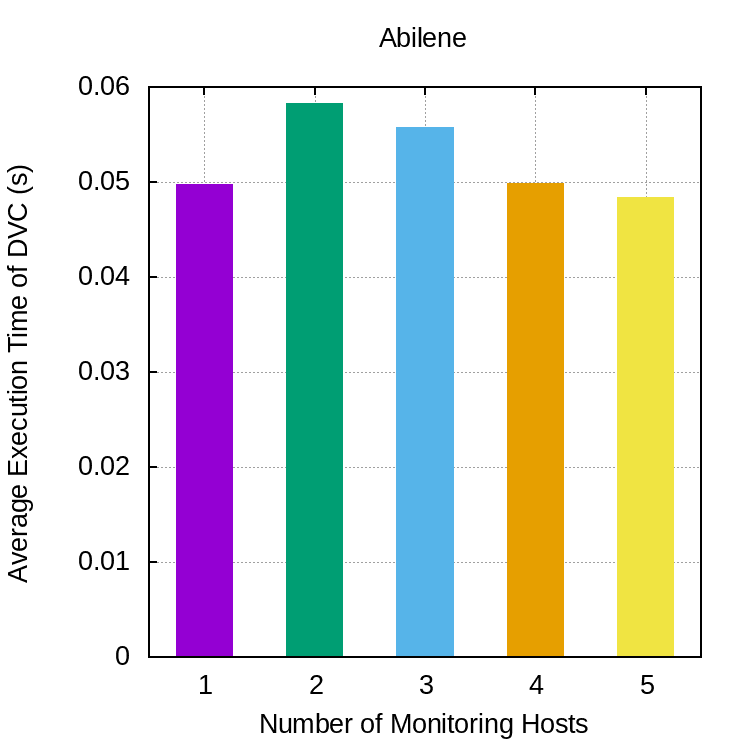 Abilene
Average Execution Time of DVC (s)
0.06
0.05
0.04
0.03
0.02
0.01
0
1 2 3 4 5
Number of Monitoring Hosts